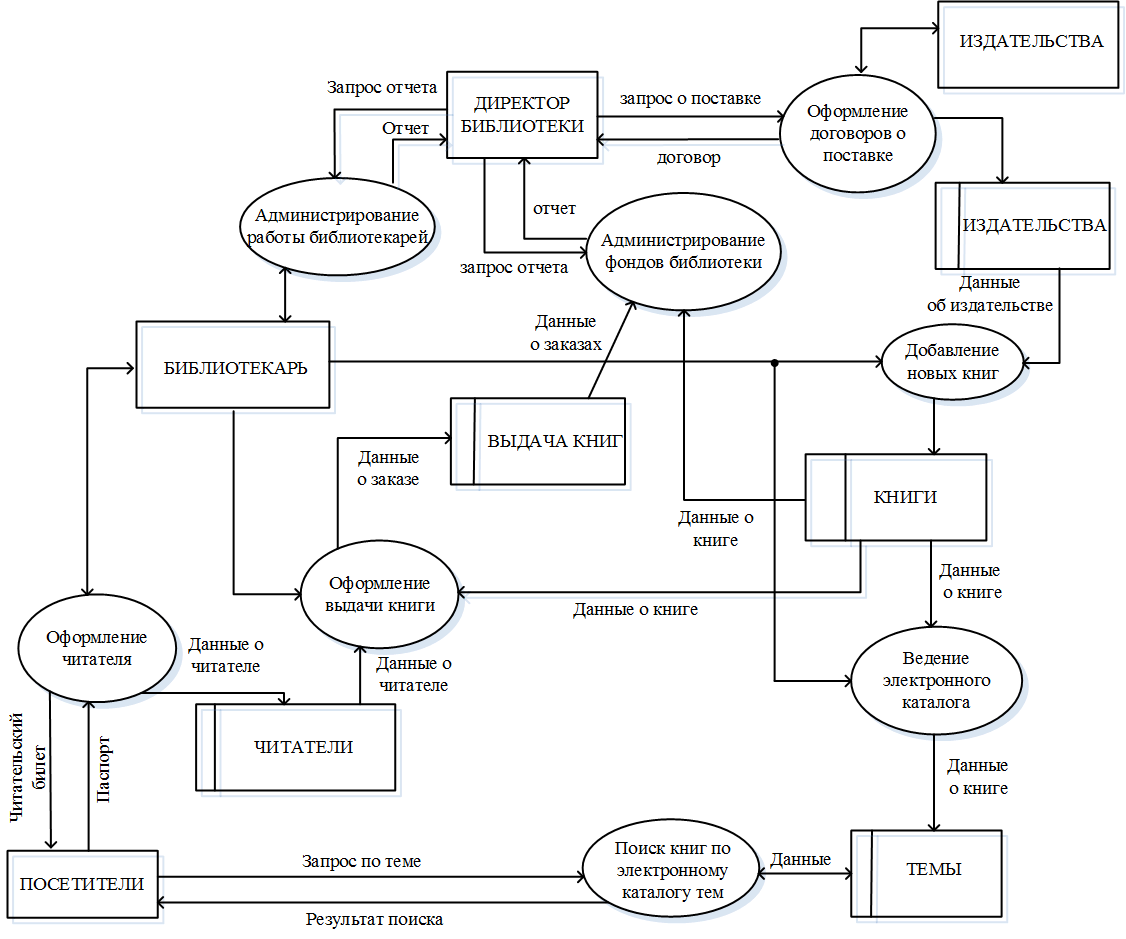 ИЗДАТЕЛЬСТВА
Запрос отчета
ДИРЕКТОР
БИБЛИОТЕКИ
запрос о поставке
Оформление
договоров о
поставке
Отчет
договор
Администрирование
работы библиотекарей
отчет
запрос отчета
Администрирование
фондов библиотеки
ИЗДАТЕЛЬСТВА
Данные
об издательстве
Данные
о заказах
Добавление
новых книг
БИБЛИОТЕКАРЬ
ВЫДАЧА КНИГ
Данные
о заказе
КНИГИ
Данные о
книге
Данные
о книге
Оформление
выдачи книги
Данные о книге
Оформление
читателя
Данные о
читателе
Данные о
читателе
Ведение
электронного
каталога
ЧИТАТЕЛИ
Читательский
билет
Паспорт
Данные
о книге
ПОСЕТИТЕЛИ
Запрос по теме
Результат поиска
Поиск книг по
электронному
каталогу тем
Данные
ТЕМЫ